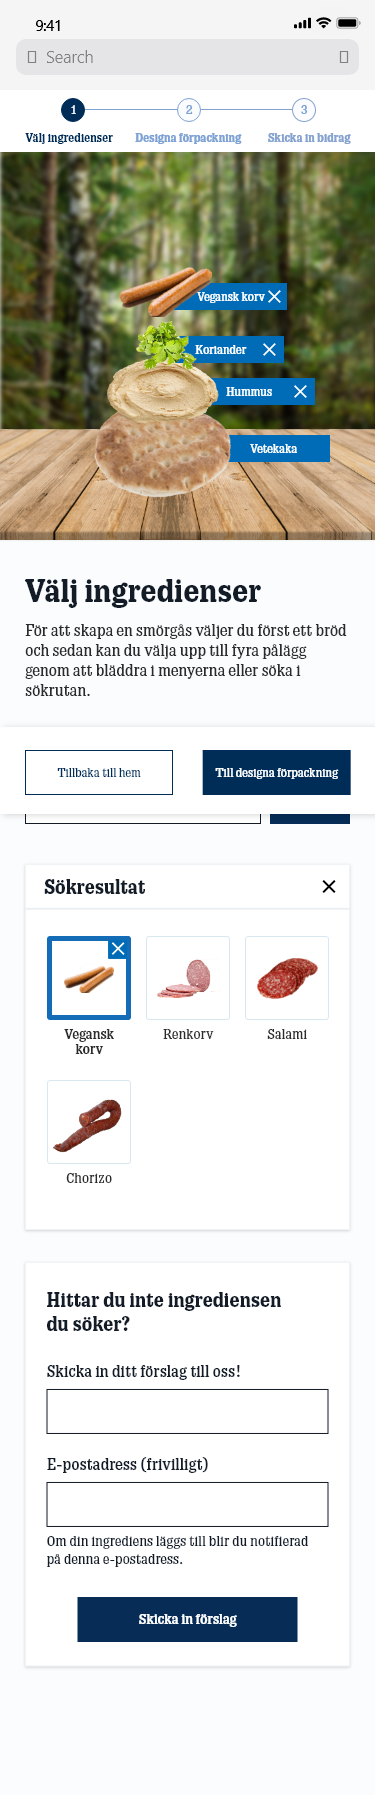 9:41
Search
1
2
3
Välj ingredienser
Designa förpackning
Skicka in bidrag
Vegansk korv
Koriander
Hummus
Vetekaka
Välj ingredienser
För att skapa en smörgås väljer du först ett bröd
och sedan kan du välja upp till fyra pålägg
genom att bläddra i menyerna eller söka i
sökrutan.
Tillbaka till hem
Till designa förpackning
Sökresultat
Vegansk
korv
Renkorv
Salami
Chorizo
Hittar du inte ingrediensen
du söker?
Skicka in ditt förslag till oss!
E-postadress (frivilligt)
Om din ingrediens läggs till blir du notifierad
på denna e-postadress.
Skicka in förslag